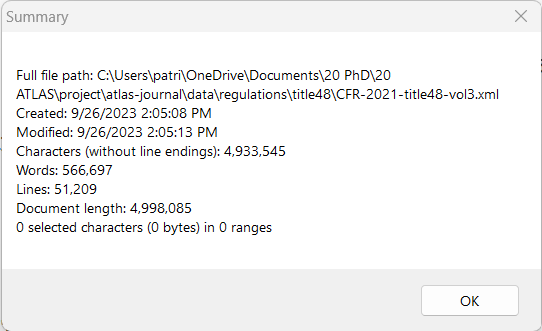 Summary
Full file path: C:\Users\patri\OneDrive\Documents\20 PhD\20
ATLAS\project\atlas-journal\data\regulations\title48\CFR-2021-title48-vol3.xml
Created: 9/26/2023 2:05:08 PM
Modified: 9/26/2023 2:05:13 PM
Characters (without line endings): 4,933,545
Words: 566,697
Lines: 51,209
Document length: 4,998,085
0 selected characters (0 bytes) in 0 ranges
OK